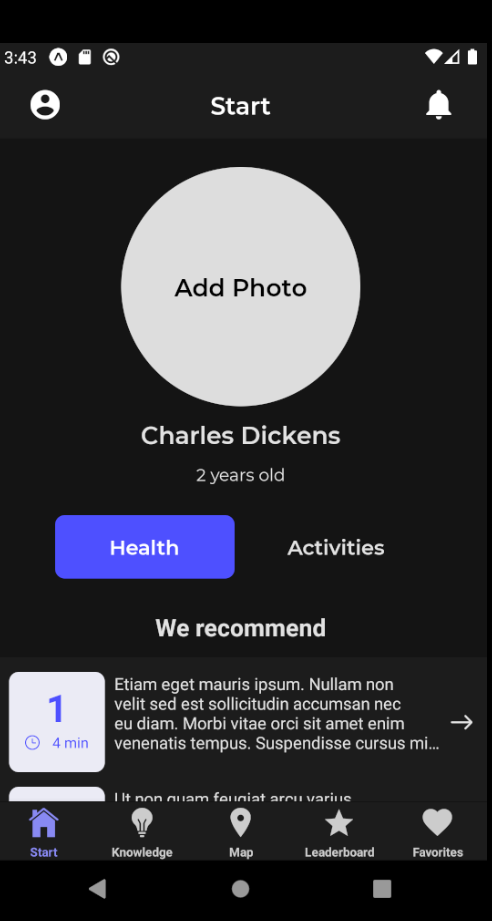 3:43
Start
Add Photo
Charles Dickens
2 years old
Health
Activities
We recommend
1
4 min
Etiam eget mauris ipsum. Nullam non
velit sed est sollicitudin accumsan nec
eu diam. Morbi vitae orci sit amet enim
venenatis tempus. Suspendisse cursus mi...
Ut non quam feugiat arcu varius
Start
Knowledge
Map
Leaderboard
Favorites